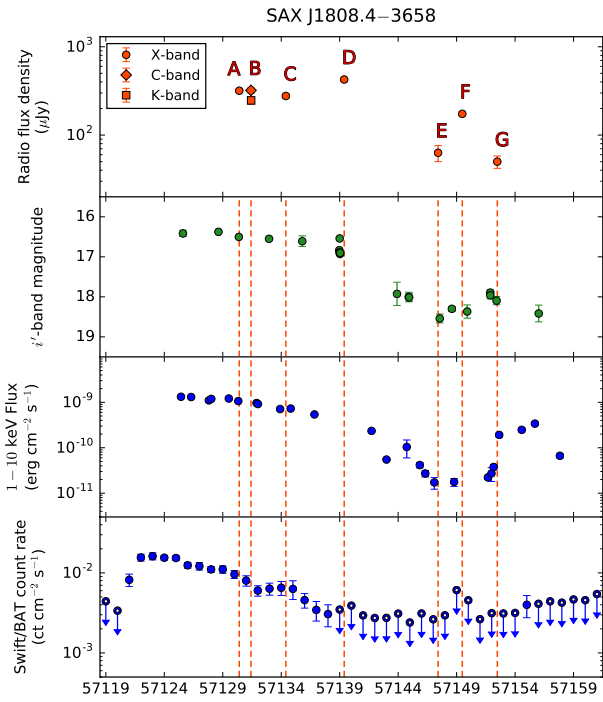 SAX J1808.4−3658
Radio flux density
(μJy)
10³
10²
X-band
C-band
K-band
A
B
C
D
E
F
G
i′-band magnitude
16
17
18
19
1−10 keV Flux
(erg cm⁻² s⁻¹)
10⁻⁹
10⁻¹⁰
10⁻¹¹
Swift/BAT count rate
(ct cm⁻² s⁻¹)
10⁻²
10⁻³
57119 57124 57129 57134 57139 57144 57149 57154 57159